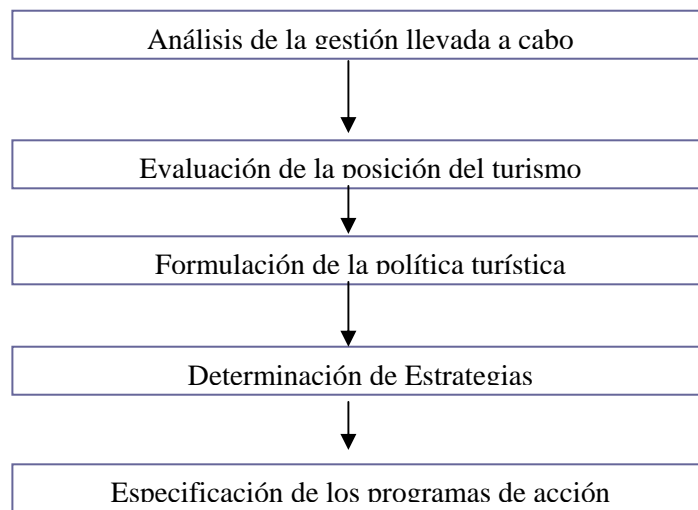 Análisis de la gestión llevada a cabo
Evaluación de la posición del turismo
Formulación de la política turística
Determinación de Estrategias
Especificación de los programas de acción